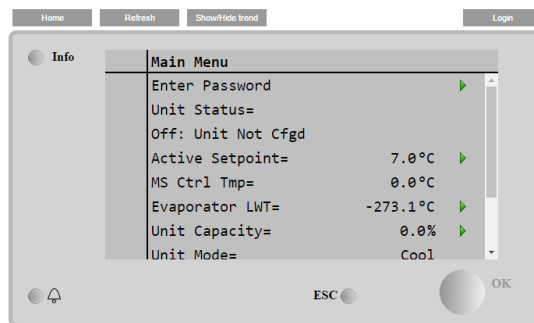 Home Refresh Show/Hide trend Login
Info
Main Menu
Enter Password
Unit Status=
Off: Unit Not Cfgd
Active Setpoint= 7.0°C
MS Ctrl Tmp= 0.0°C
Evaporator LWT= -273.1°C
Unit Capacity= 0.0%
Unit Mode= Cool
ESC
OK